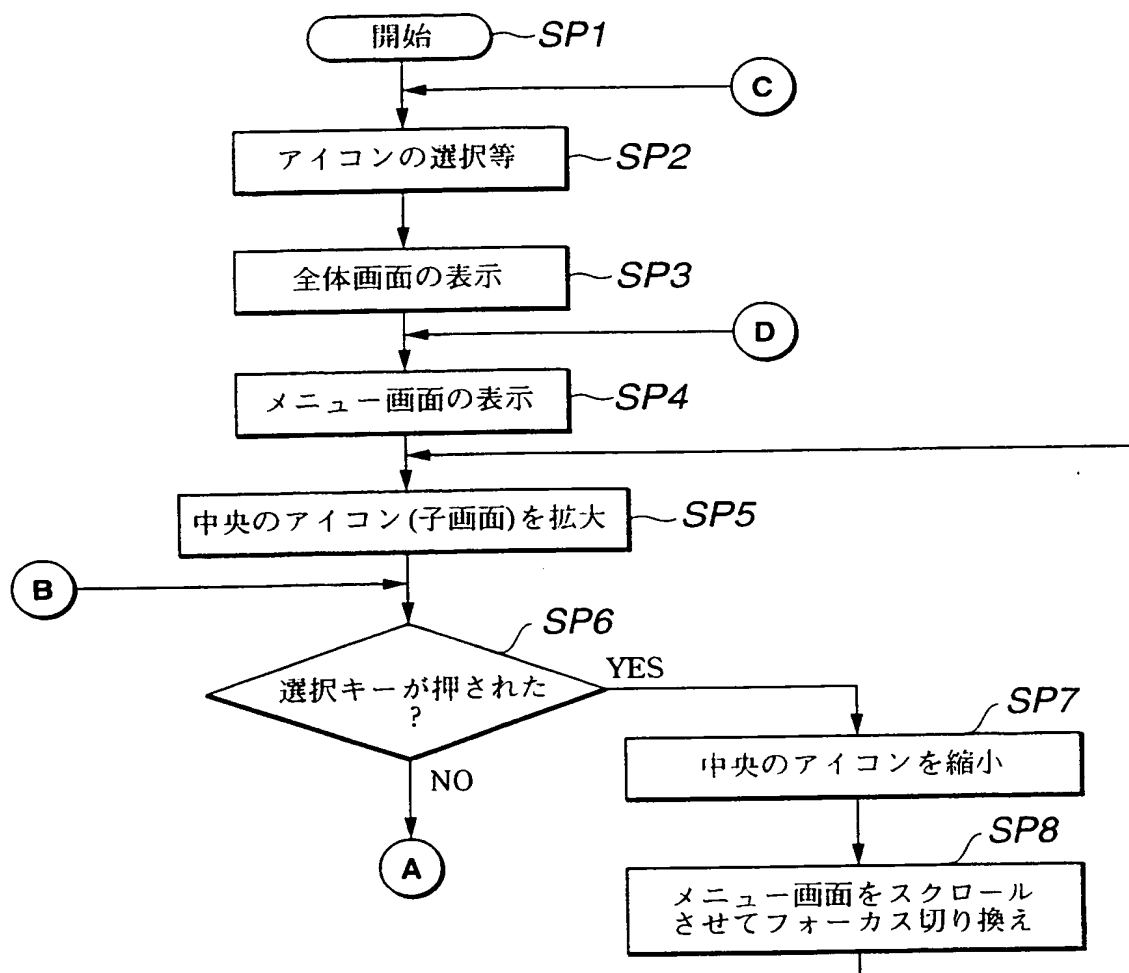 開始
SP1
C
アイコンの選択等
SP2
全体画面の表示
SP3
D
メニュー画面の表示
SP4
中央のアイコン(子画面)を拡大
SP5
B
SP6
選択キーが押された
?
YES
NO
A
SP7
中央のアイコンを縮小
SP8
メニュー画面をスクロール
させてフォーカス切り換え